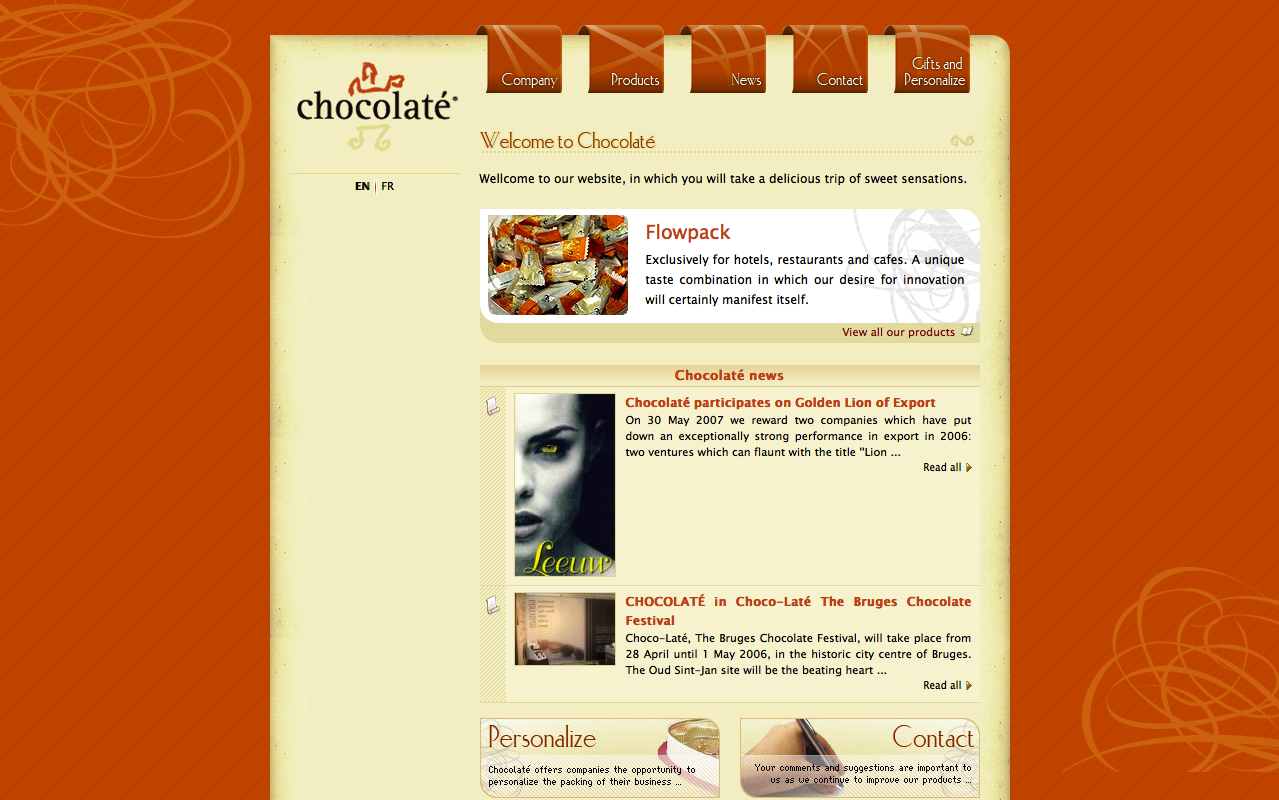 Company
Products
News
Contact
Gifts and
Personalize
chocolaté
EN | FR
Welcome to Chocolaté
Wellcome to our website, in which you will take a delicious trip of sweet sensations.
Flowpack
Exclusively for hotels, restaurants and cafes. A unique
taste combination in which our desire for innovation
will certainly manifest itself.
View all our products
Chocolaté news
Chocolaté participates on Golden Lion of Export
On 30 May 2007 we reward two companies which have put
down an exceptionally strong performance in export in 2006:
two ventures which can flaunt with the title "Lion ...
Read all
Leeuw
CHOCOLATÉ in Choco-Laté The Bruges Chocolate
Festival
Choco-Laté, The Bruges Chocolate Festival, will take place from
28 April until 1 May 2006, in the historic city centre of Bruges.
The Oud Sint-Jan site will be the beating heart ...
Read all
Personalize
Chocolaté offers companies the opportunity to
personalize the packing of their business ...
Contact
Your comments and suggestions are important to
us as we continue to improve our products ...